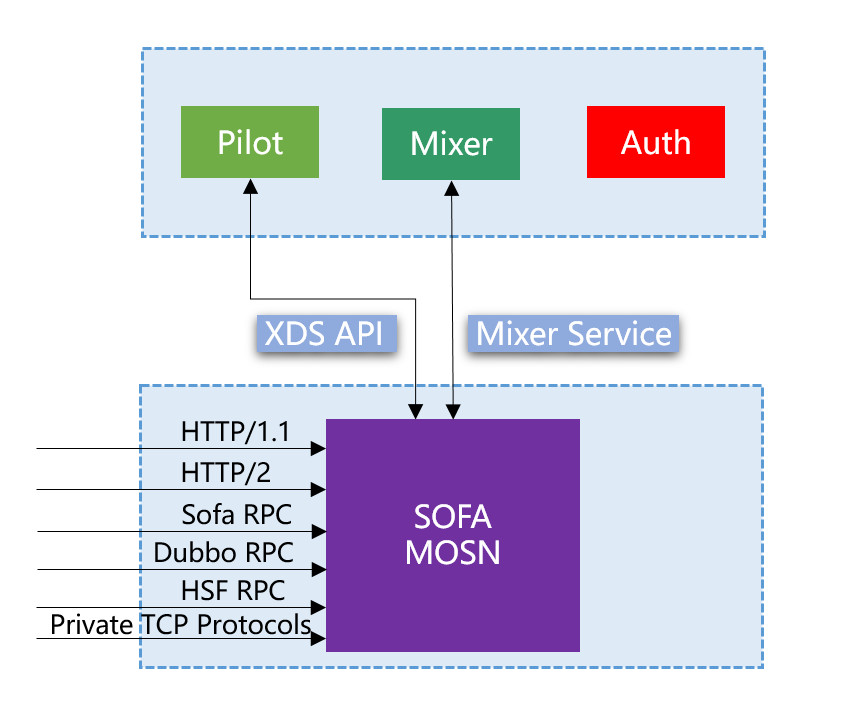 Pilot
Mixer
Auth
XDS API
Mixer Service
HTTP/1.1
HTTP/2
Sofa RPC
Dubbo RPC
HSF RPC
Private TCP Protocols
SOFA
MOSN